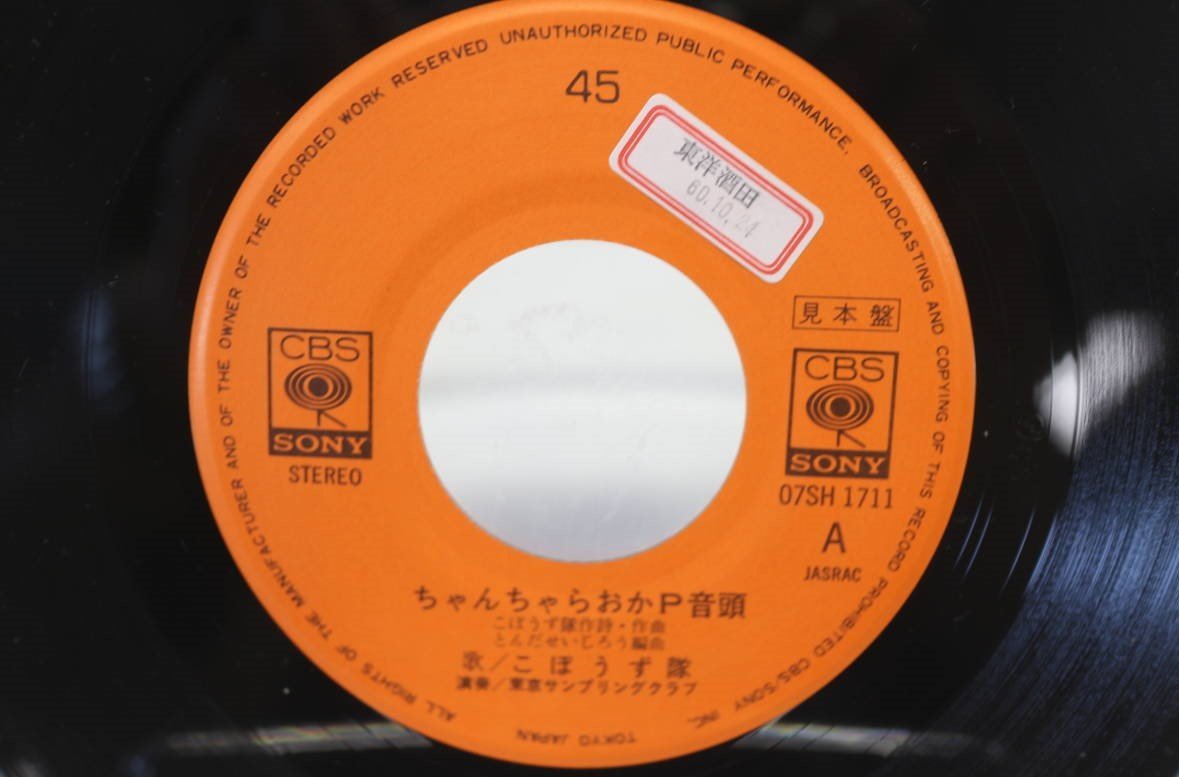 ALL RIGHTS OF THE MANUFACTURER AND OF THE OWNER OF THE RECORDED WORK RESERVED UNAUTHORIZED PUBLIC PERFORMANCE, BROADCASTING AND COPYING OF THIS RECORD PROHIBITED CBS/SONY INC.
TOKYO JAPAN
45
東洋酒田
60.10.24
見本盤
CBS
SONY
STEREO
CBS
SONY
07SH 1711
A
JASRAC
ちゃんちゃらおかP音頭
こぼうず隊作詩・作曲
とんだせいじろう編曲
歌/こぼうず隊
演奏/東京サンプリングクラブ